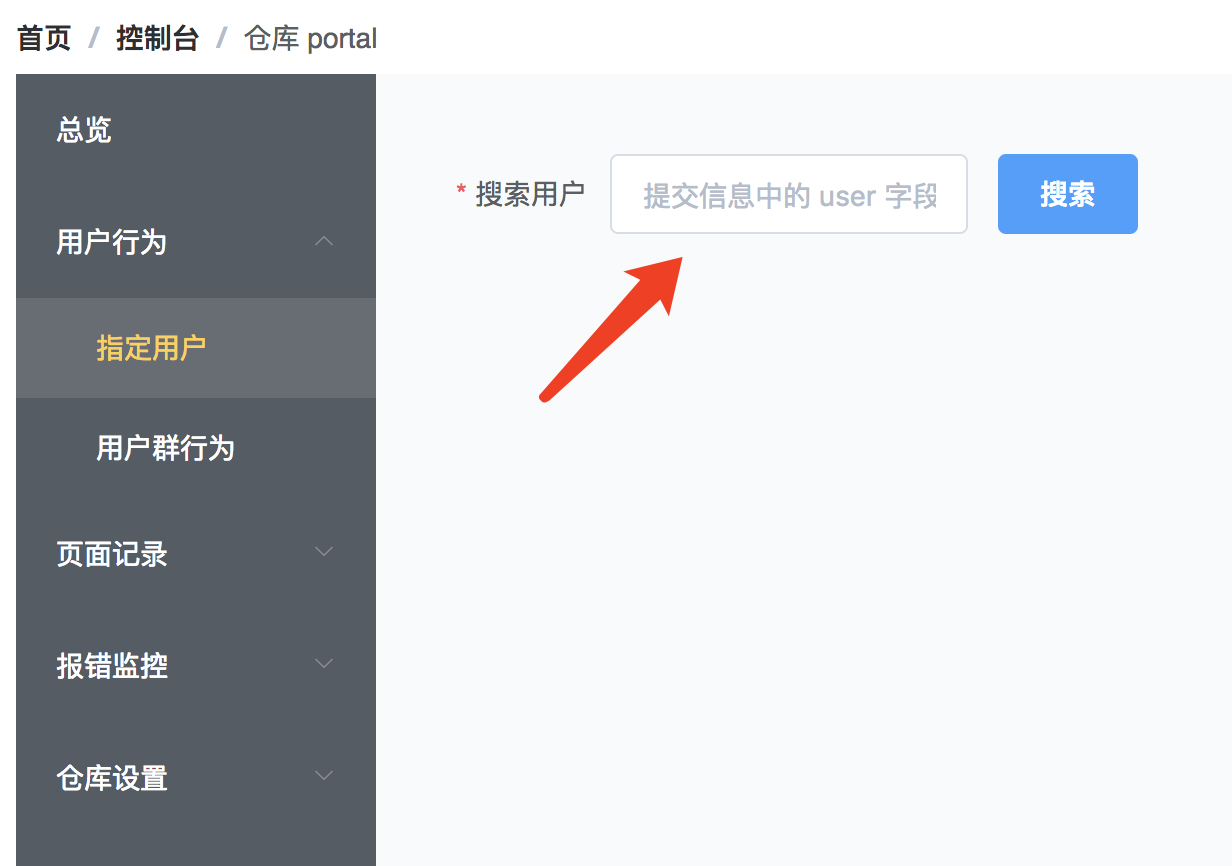 首页 / 控制台 / 仓库 portal
总览
* 搜索用户 提交信息中的 user 字段 搜索
用户行为
指定用户
用户群行为
页面记录
报错监控
仓库设置